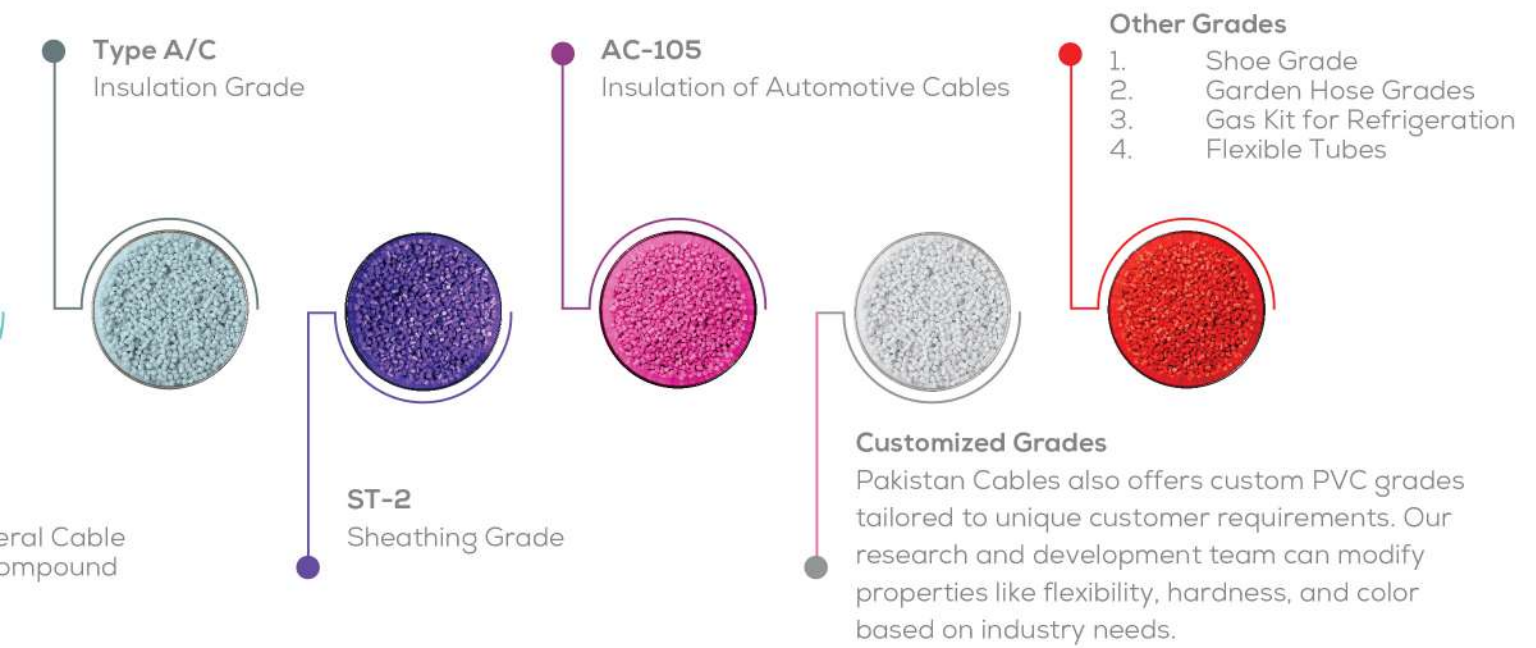 Type A/C
Insulation Grade
AC-105
Insulation of Automotive Cables
Other Grades
1. Shoe Grade
2. Garden Hose Grades
3. Gas Kit for Refrigeration
4. Flexible Tubes
eral Cable
ompound
ST-2
Sheathing Grade
Customized Grades
Pakistan Cables also offers custom PVC grades
tailored to unique customer requirements. Our
research and development team can modify
properties like flexibility, hardness, and color
based on industry needs.